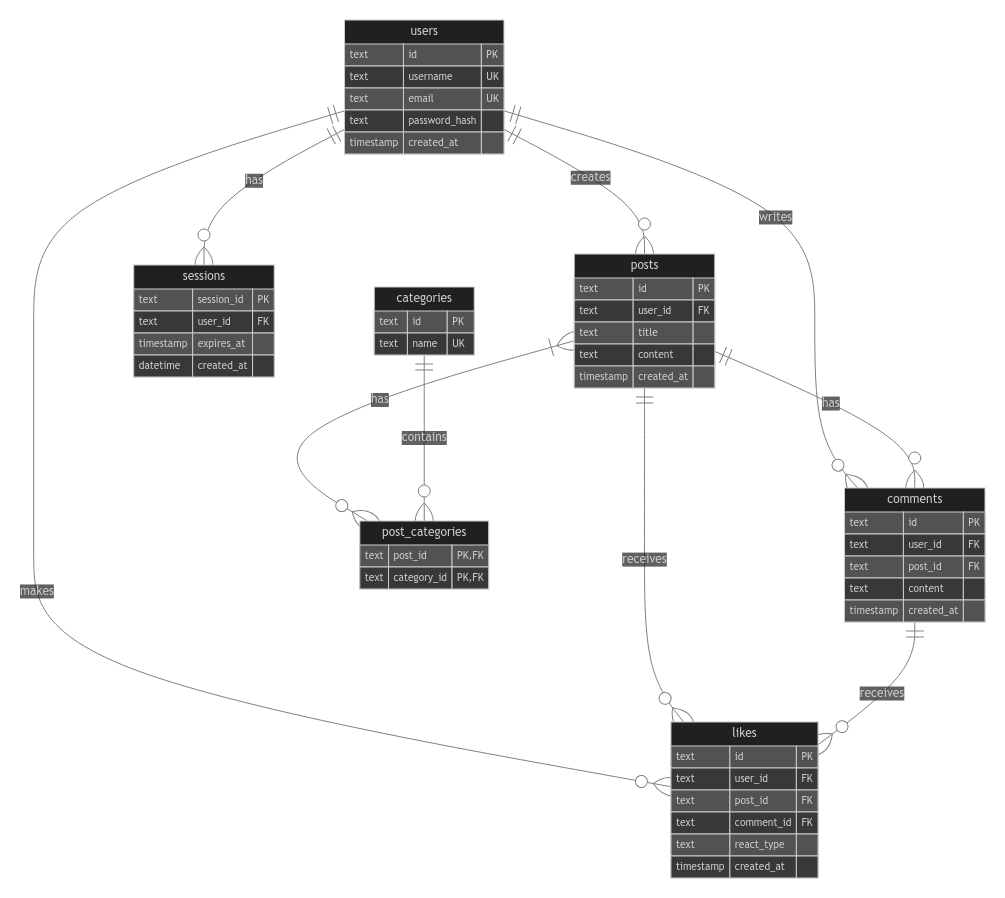 users
text id PK
text username UK
text email UK
text password_hash
timestamp created_at
has
creates
writes
sessions
text session_id PK
text user_id FK
timestamp expires_at
datetime created_at
categories
text id PK
text name UK
posts
text id PK
text user_id FK
text title
text content
timestamp created_at
has
contains
has
post_categories
text post_id PK,FK
text category_id PK,FK
comments
text id PK
text user_id FK
text post_id FK
text content
timestamp created_at
receives
makes
receives
likes
text id PK
text user_id FK
text post_id FK
text comment_id FK
text react_type
timestamp created_at